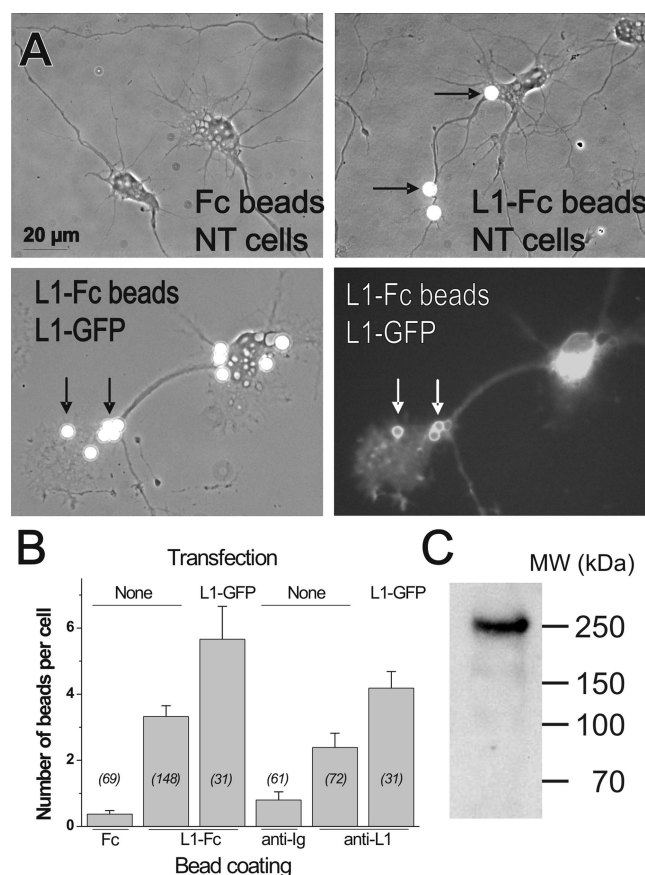 A
Fc beads
NT cells
20 µm
L1-Fc beads
NT cells
L1-Fc beads
L1-GFP
L1-Fc beads
L1-GFP
B
Transfection
None L1-GFP None L1-GFP
Number of beads per cell
6
4
2
0
(69) (148) (31) (61) (72) (31)
Fc L1-Fc anti-Ig anti-L1
Bead coating
C
MW (kDa)
250
150
100
70